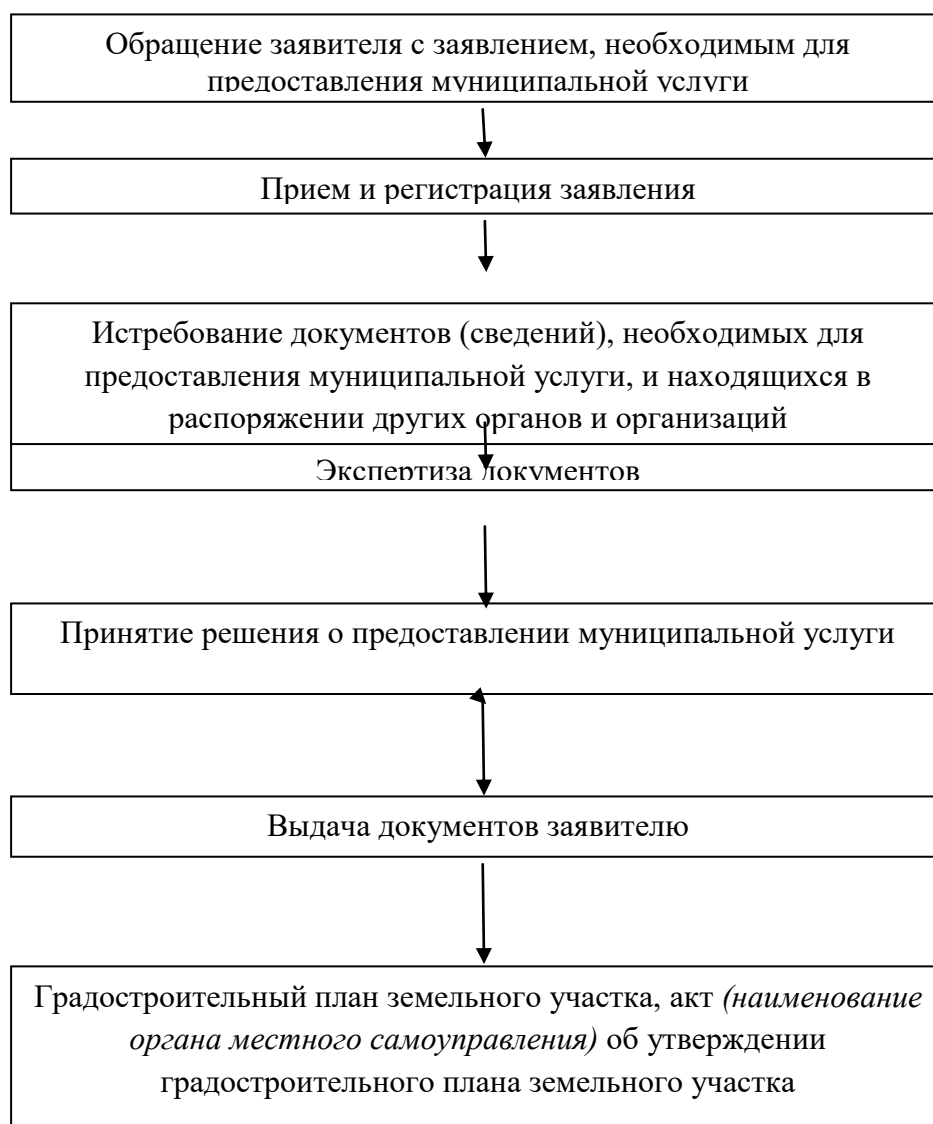 Обращение заявителя с заявлением, необходимым для
предоставления муниципальной услуги
Прием и регистрация заявления
Истребование документов (сведений), необходимых для
предоставления муниципальной услуги, и находящихся в
распоряжении других органов и организаций
Экспертиза документов
Принятие решения о предоставлении муниципальной услуги
Выдача документов заявителю
Градостроительный план земельного участка, акт (наименование
органа местного самоуправления) об утверждении
градостроительного плана земельного участка